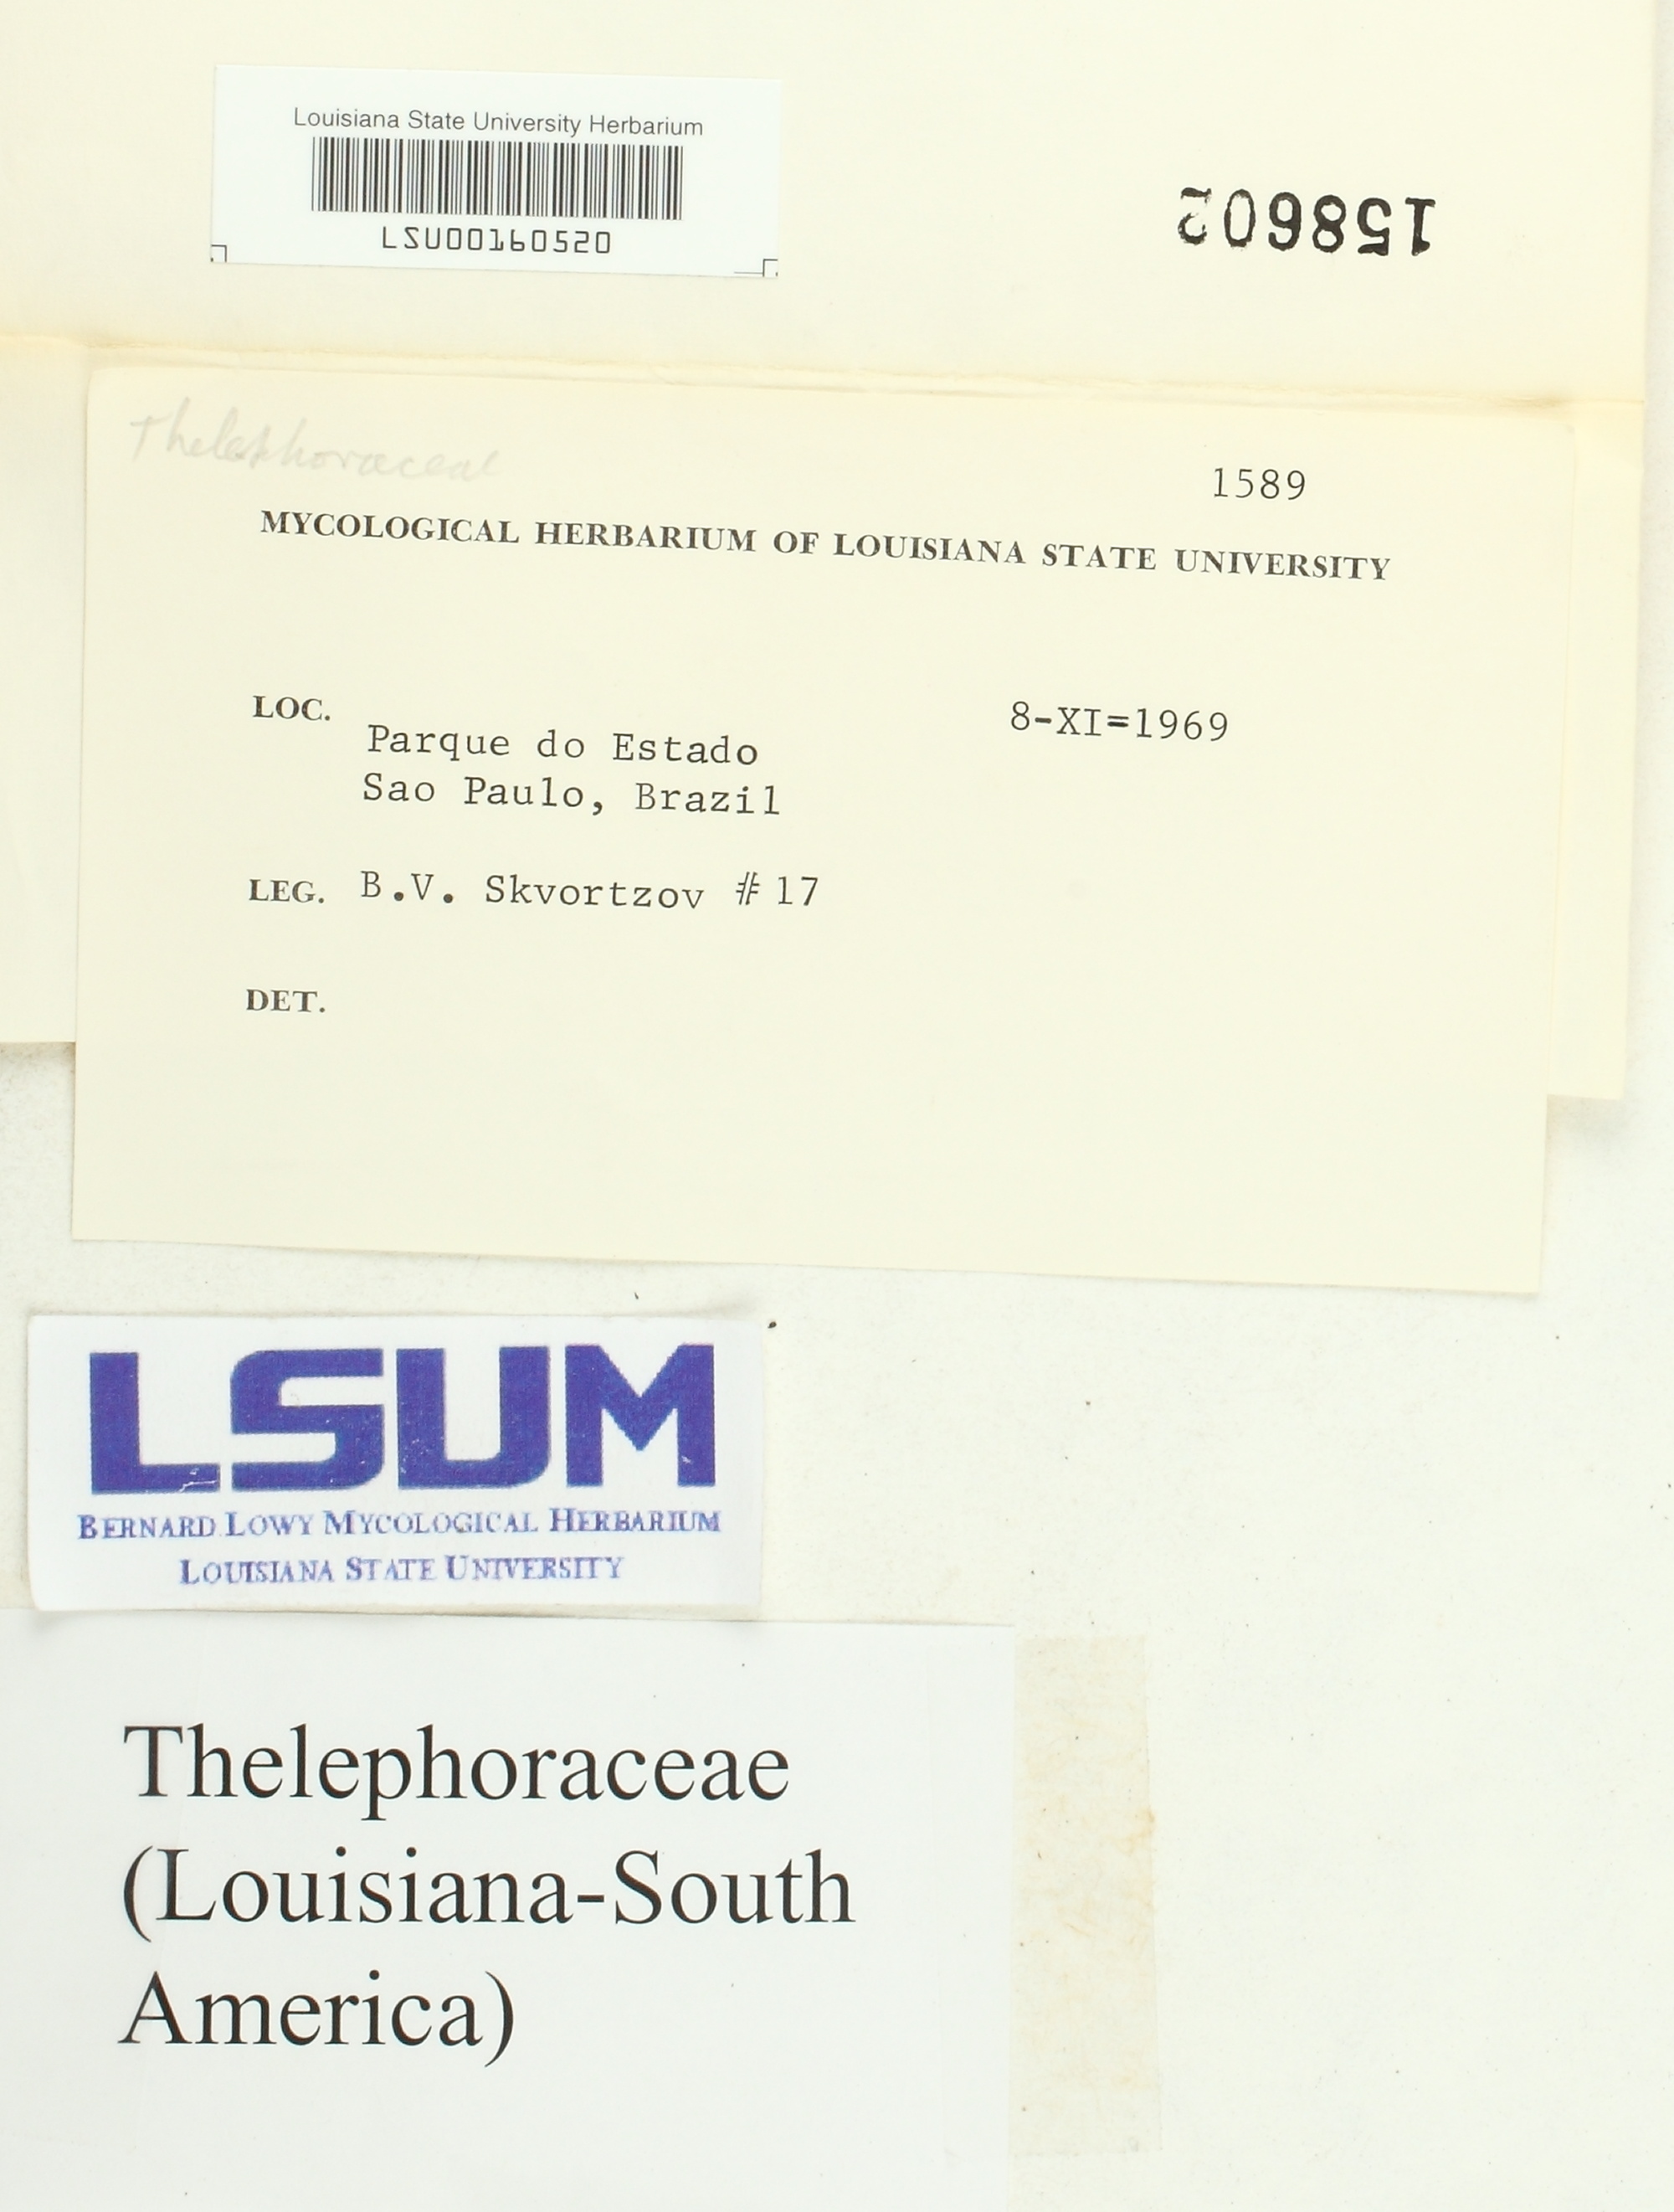 Louisiana State University Herbarium
LSU00160520
158602
Thelephoraceae
1589
MYCOLOGICAL HERBARIUM OF LOUISIANA STATE UNIVERSITY
LOC.
8-XI=1969
Parque do Estado
Sao Paulo, Brazil
LEG. B.V. Skvortzov # 17
DET.
LSUM
BERNARD LOWY MYCOLOGICAL HERBARIUM
LOUISIANA STATE UNIVERSITY
Thelephoraceae
(Louisiana-South
America)